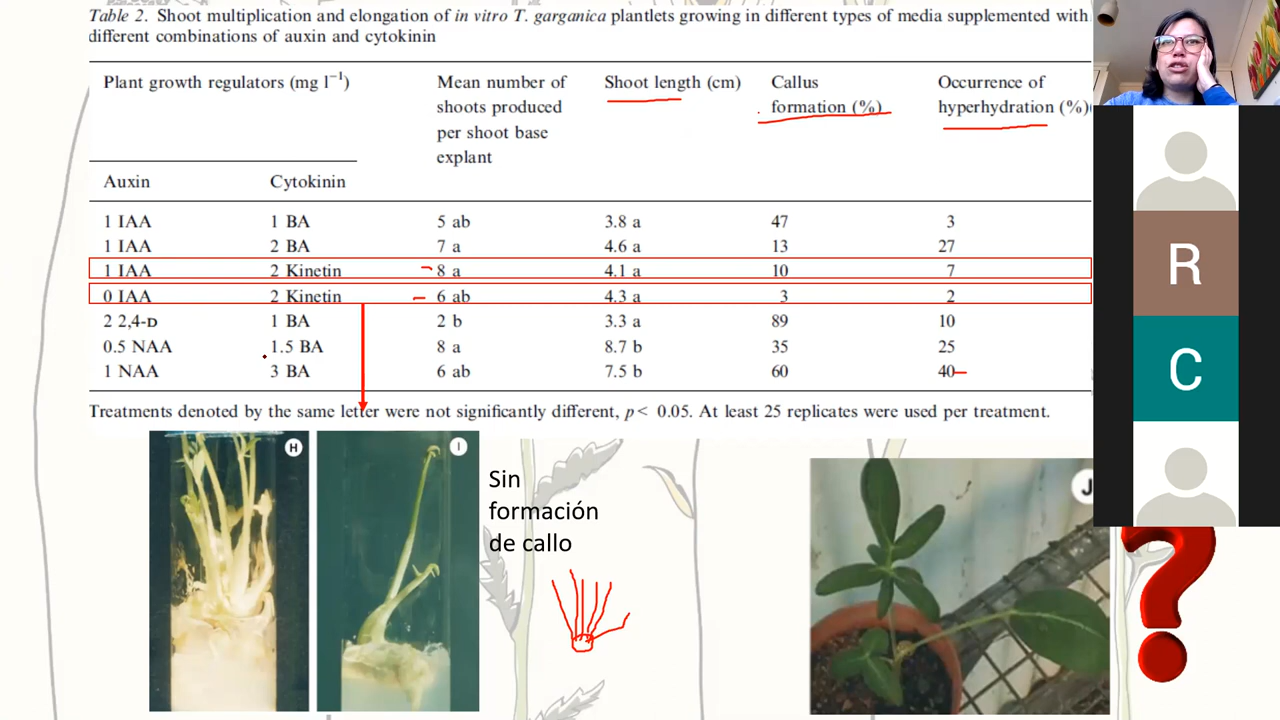 Table 2. Shoot multiplication and elongation of in vitro T. garganica plantlets growing in different types of media supplemented with
different combinations of auxin and cytokinin
Plant growth regulators (mg l⁻¹)
Mean number of
shoots produced
per shoot base
explant
Shoot length (cm)
Callus
formation (%)
Occurrence of
hyperhydration (%)
Auxin Cytokinin
1 IAA 1 BA 5 ab 3.8 a 47 3
1 IAA 2 BA 7 a 4.6 a 13 27
1 IAA 2 Kinetin 8 a 4.1 a 10 7
0 IAA 2 Kinetin 6 ab 4.3 a 3 2
2 2,4-D 1 BA 2 b 3.3 a 89 10
0.5 NAA 1.5 BA 8 a 8.7 b 35 25
1 NAA 3 BA 6 ab 7.5 b 60 40
Treatments denoted by the same letter were not significantly different, p< 0.05. At least 25 replicates were used per treatment.
H
I
Sin
formación
de callo
J
?
R
C